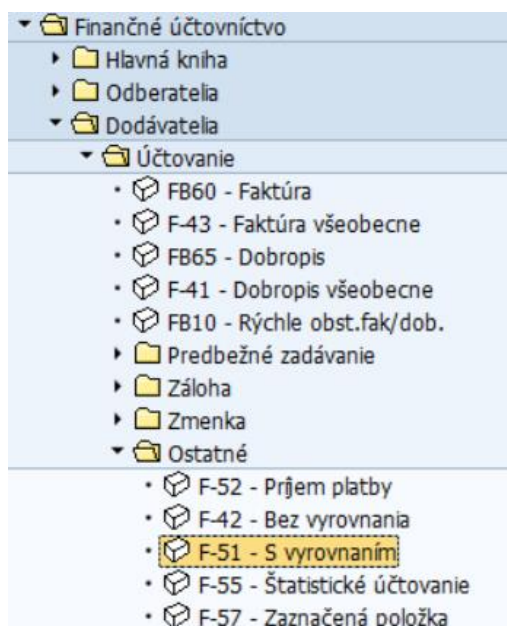 Finančné účtovníctvo
Hlavná kniha
Odberatelia
Dodávatelia
Účtovanie
FB60 - Faktúra
F-43 - Faktúra všeobecne
FB65 - Dobropis
F-41 - Dobropis všeobecne
FB10 - Rýchle obst.fak/dob.
Predbežné zadávanie
Záloha
Zmenka
Ostatné
F-52 - Príjem platby
F-42 - Bez vyrovnania
F-51 - S vyrovnaním
F-55 - Štatistické účtovanie
F-57 - Zaznačená položka